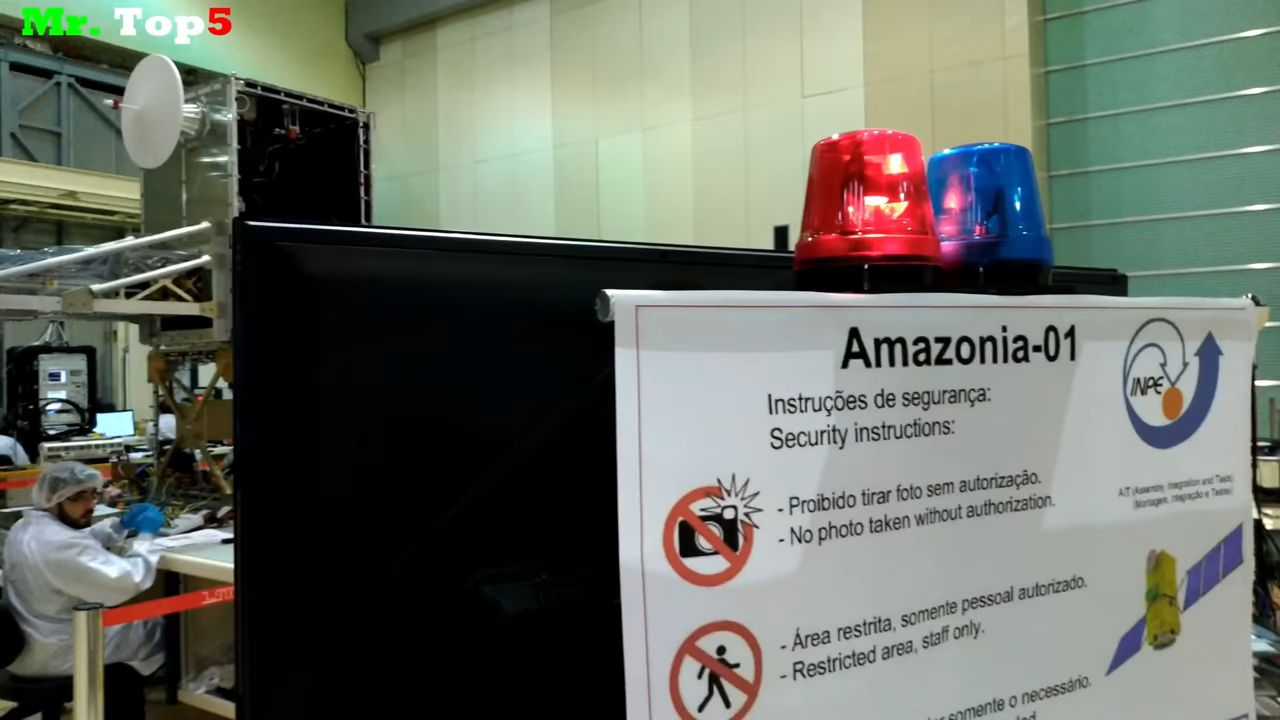 Mr. Top5
Amazonia-01
Instruções de segurança:
Security instructions:
INPE
AIT (Assembly, Integration and Tests)
(Montagem, Integração e Testes)
- Proibido tirar foto sem autorização.
- No photo taken without authorization.
- Área restrita, somente pessoal autorizado.
- Restricted area, staff only.
somente o necessário.